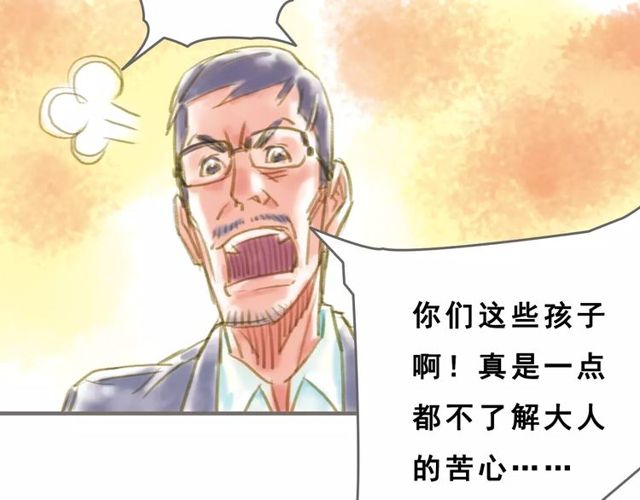 你们这些孩子
啊！真是一点
都不了解大人
的苦心……